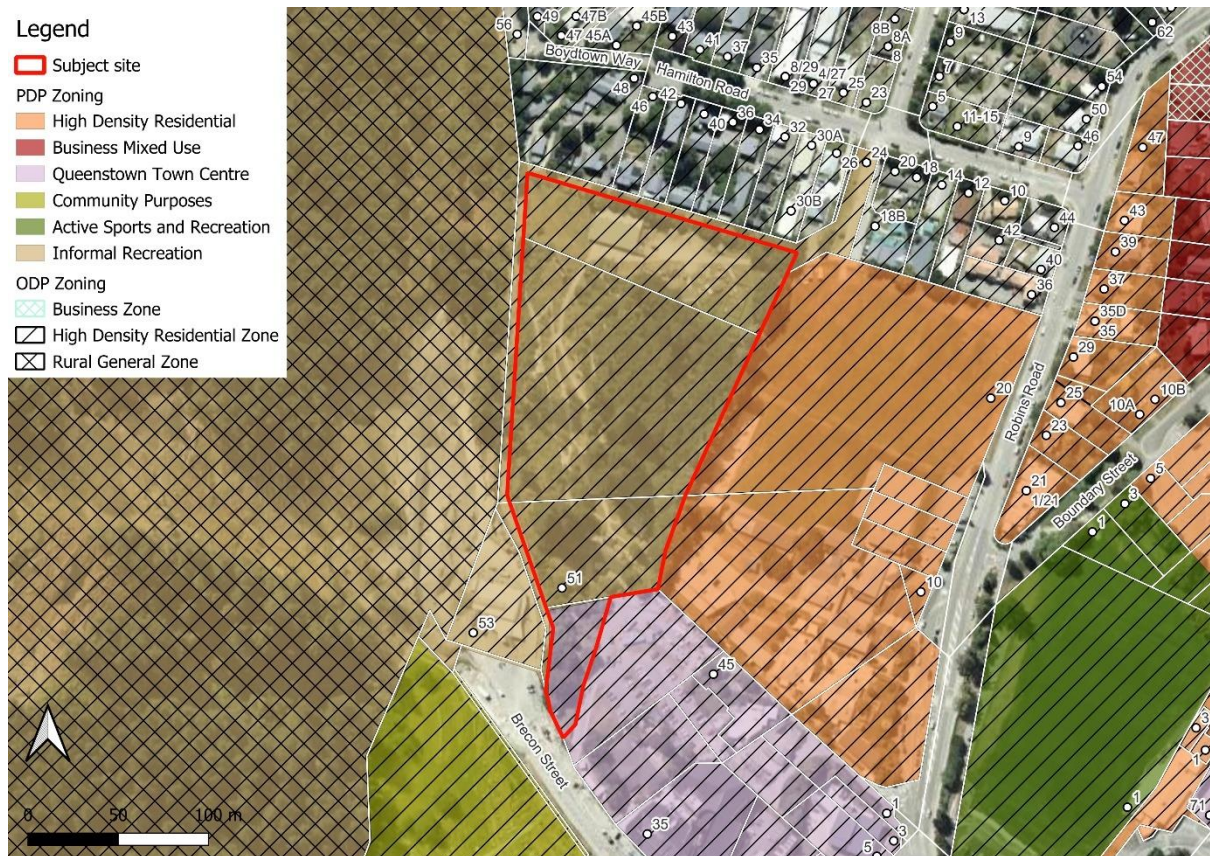 Legend
Subject site
PDP Zoning
High Density Residential
Business Mixed Use
Queenstown Town Centre
Community Purposes
Active Sports and Recreation
Informal Recreation
ODP Zoning
Business Zone
High Density Residential Zone
Rural General Zone
56
49
47B
47
45A
45B
43
41
37
35
8/29
29
4/27
27
25
23
8B
8A
8
13
9
7
5
11-15
9
62
54
50
46
Boydtown Way
Hamilton Road
48
46
42
40
36
34
32
30A
30B
26
24
20
18
18B
14
12
10
42
44
40
36
47
43
39
37
35D
35
29
25
23
21
1/21
10A
10B
20
Robins Road
Boundary Street
5
3
7
10
51
53
45
Brecon Street
35
1
3
5
3
1
1
71
0
50
100 m